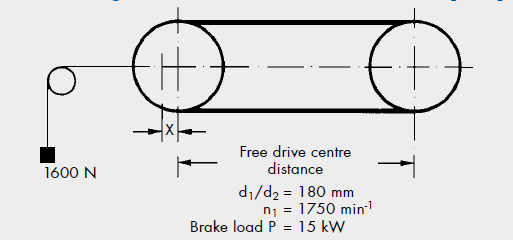 X
1600 N
Free drive centre
distance
d₁/d₂ = 180 mm
n₁ = 1750 min⁻¹
Brake load P = 15 kW